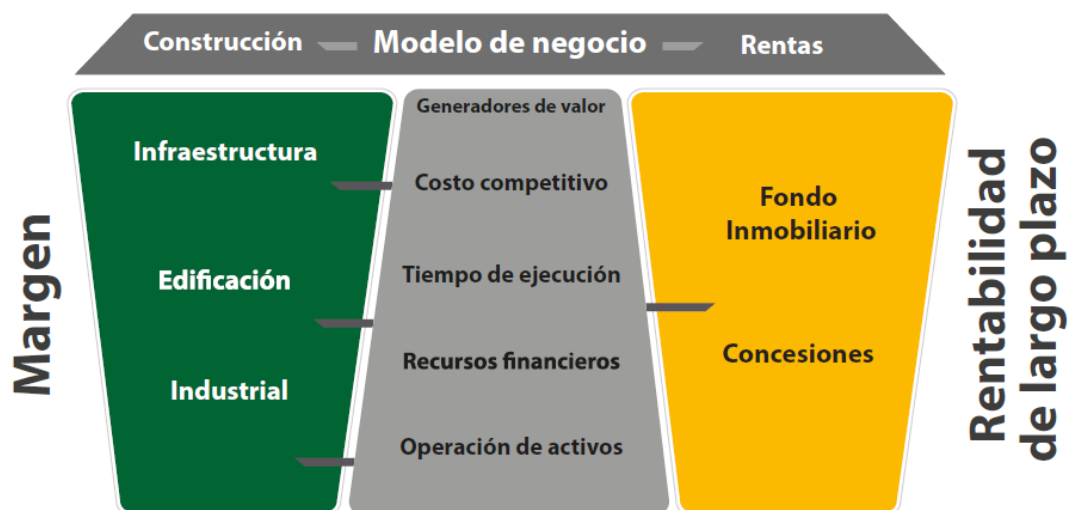 Construcción
Modelo de negocio
Rentas
Margen
Infraestructura
Edificación
Industrial
Generadores de valor
Costo competitivo
Tiempo de ejecución
Recursos financieros
Operación de activos
Fondo
Inmobiliario
Concesiones
Rentabilidad
de largo plazo